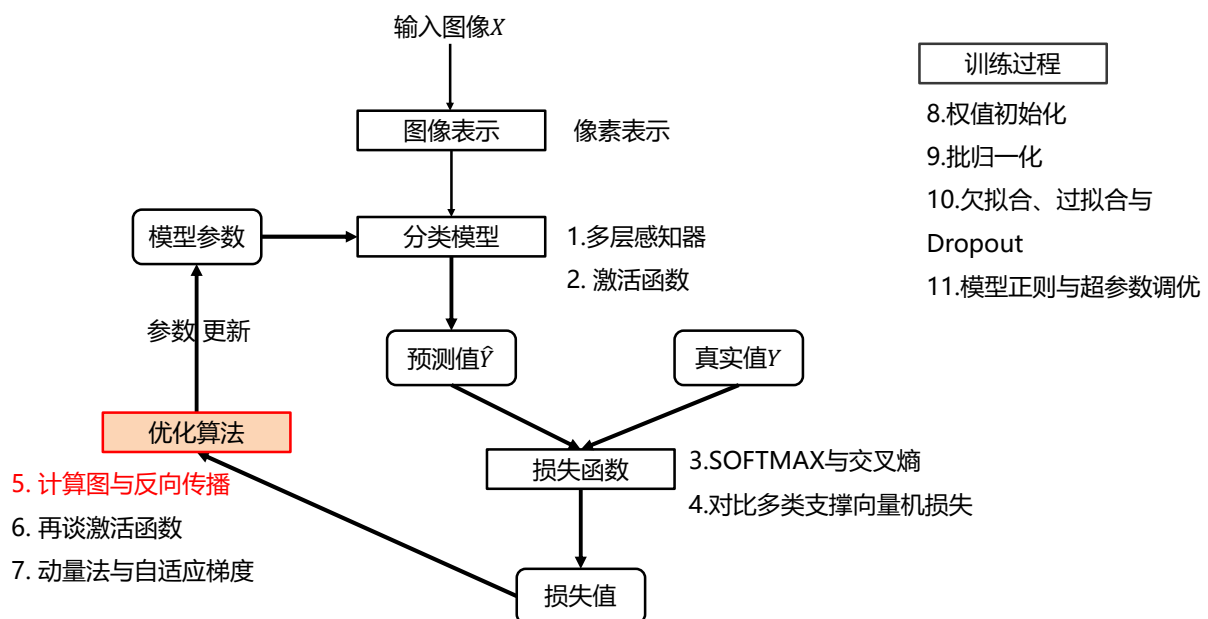 输入图像X
训练过程
图像表示
像素表示
8.权值初始化
9.批归一化
10.欠拟合、过拟合与
Dropout
11.模型正则与超参数调优
模型参数
分类模型
1.多层感知器
2. 激活函数
参数 更新
预测值Ŷ
真实值Y
优化算法
损失函数
3.SOFTMAX与交叉熵
4.对比多类支撑向量机损失
5. 计算图与反向传播
6. 再谈激活函数
7. 动量法与自适应梯度
损失值